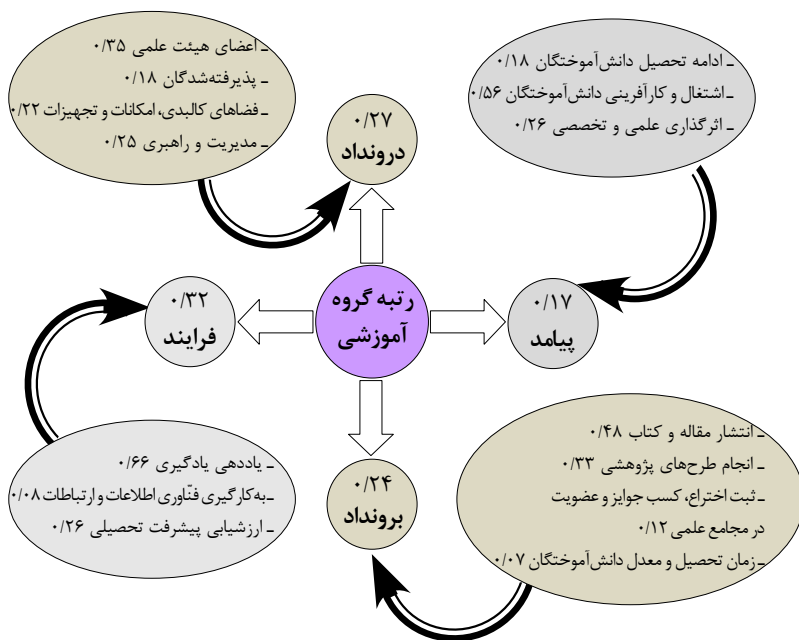 ـ اعضای هیئت علمی ۰/۳۵
ـ پذیرفته‌شدگان ۰/۱۸
ـ فضاهای کالبدی، امکانات و تجهیزات ۰/۲۲
ـ مدیریت و راهبری ۰/۲۵
۰/۲۷
درونداد
ـ ادامه تحصیل دانش‌آموختگان ۰/۱۸
ـ اشتغال و کارآفرینی دانش‌آموختگان ۰/۵۶
ـ اثرگذاری علمی و تخصصی ۰/۲۶
۰/۳۲
فرایند
رتبه گروه
آموزشی
۰/۱۷
پیامد
ـ یاددهی یادگیری ۰/۶۶
ـ به‌کارگیری فنّاوری اطلاعات و ارتباطات ۰/۰۸
ـ ارزشیابی پیشرفت تحصیلی ۰/۲۶
۰/۲۴
برونداد
ـ انتشار مقاله و کتاب ۰/۴۸
ـ انجام طرح‌های پژوهشی ۰/۳۳
ـ ثبت اختراع، کسب جوایز و عضویت
در مجامع علمی ۰/۱۲
ـ زمان تحصیل و معدل دانش‌آموختگان ۰/۰۷